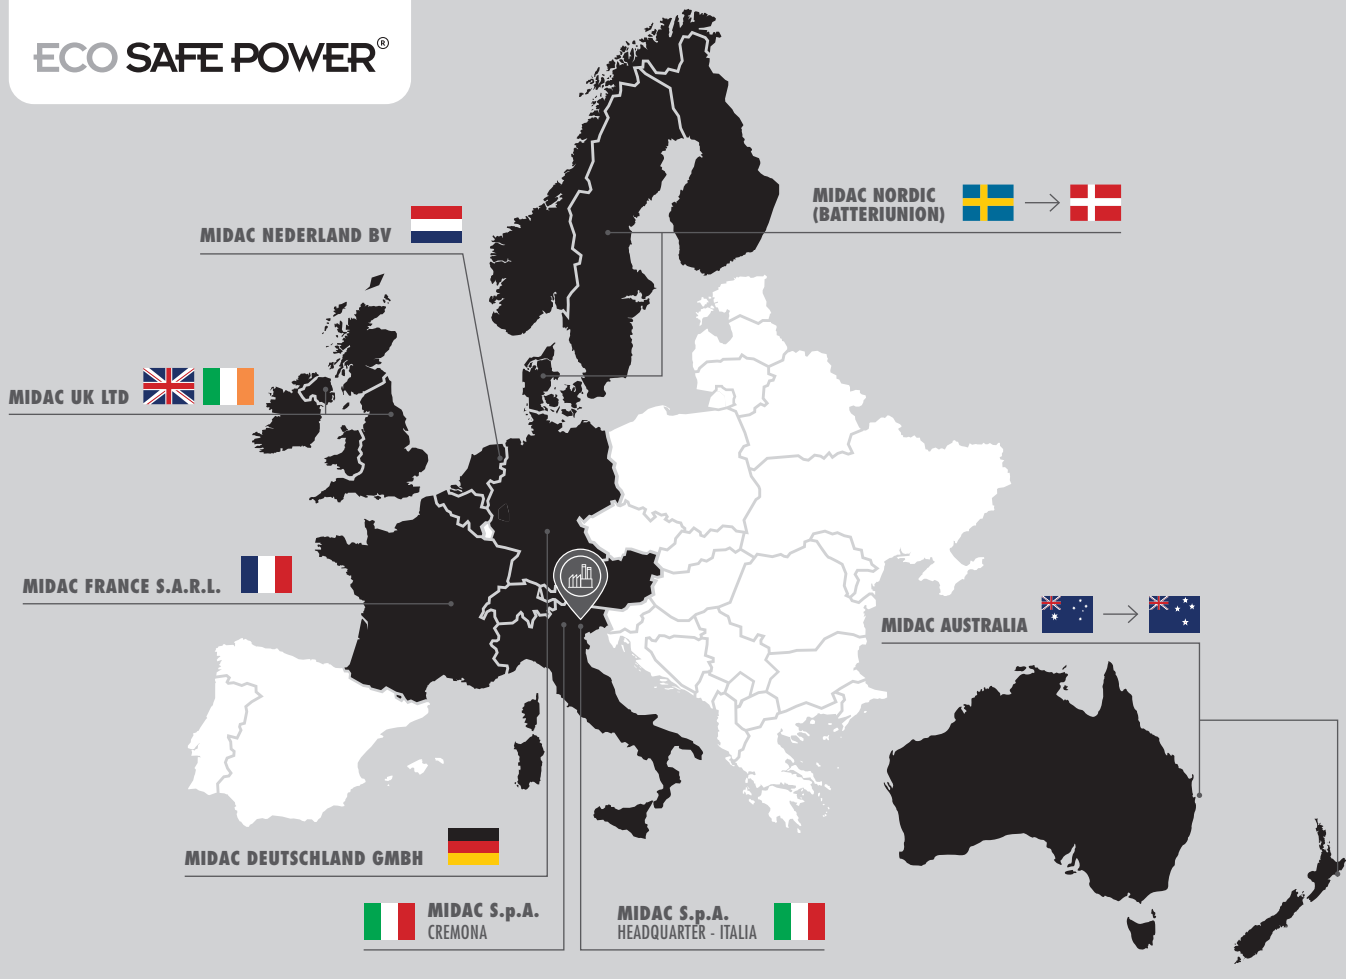 ECO SAFE POWER®
MIDAC NORDIC
(BATTERIUNION)
MIDAC NEDERLAND BV
MIDAC UK LTD
MIDAC FRANCE S.A.R.L.
MIDAC AUSTRALIA
MIDAC DEUTSCHLAND GMBH
MIDAC S.p.A.
CREMONA
MIDAC S.p.A.
HEADQUARTER - ITALIA